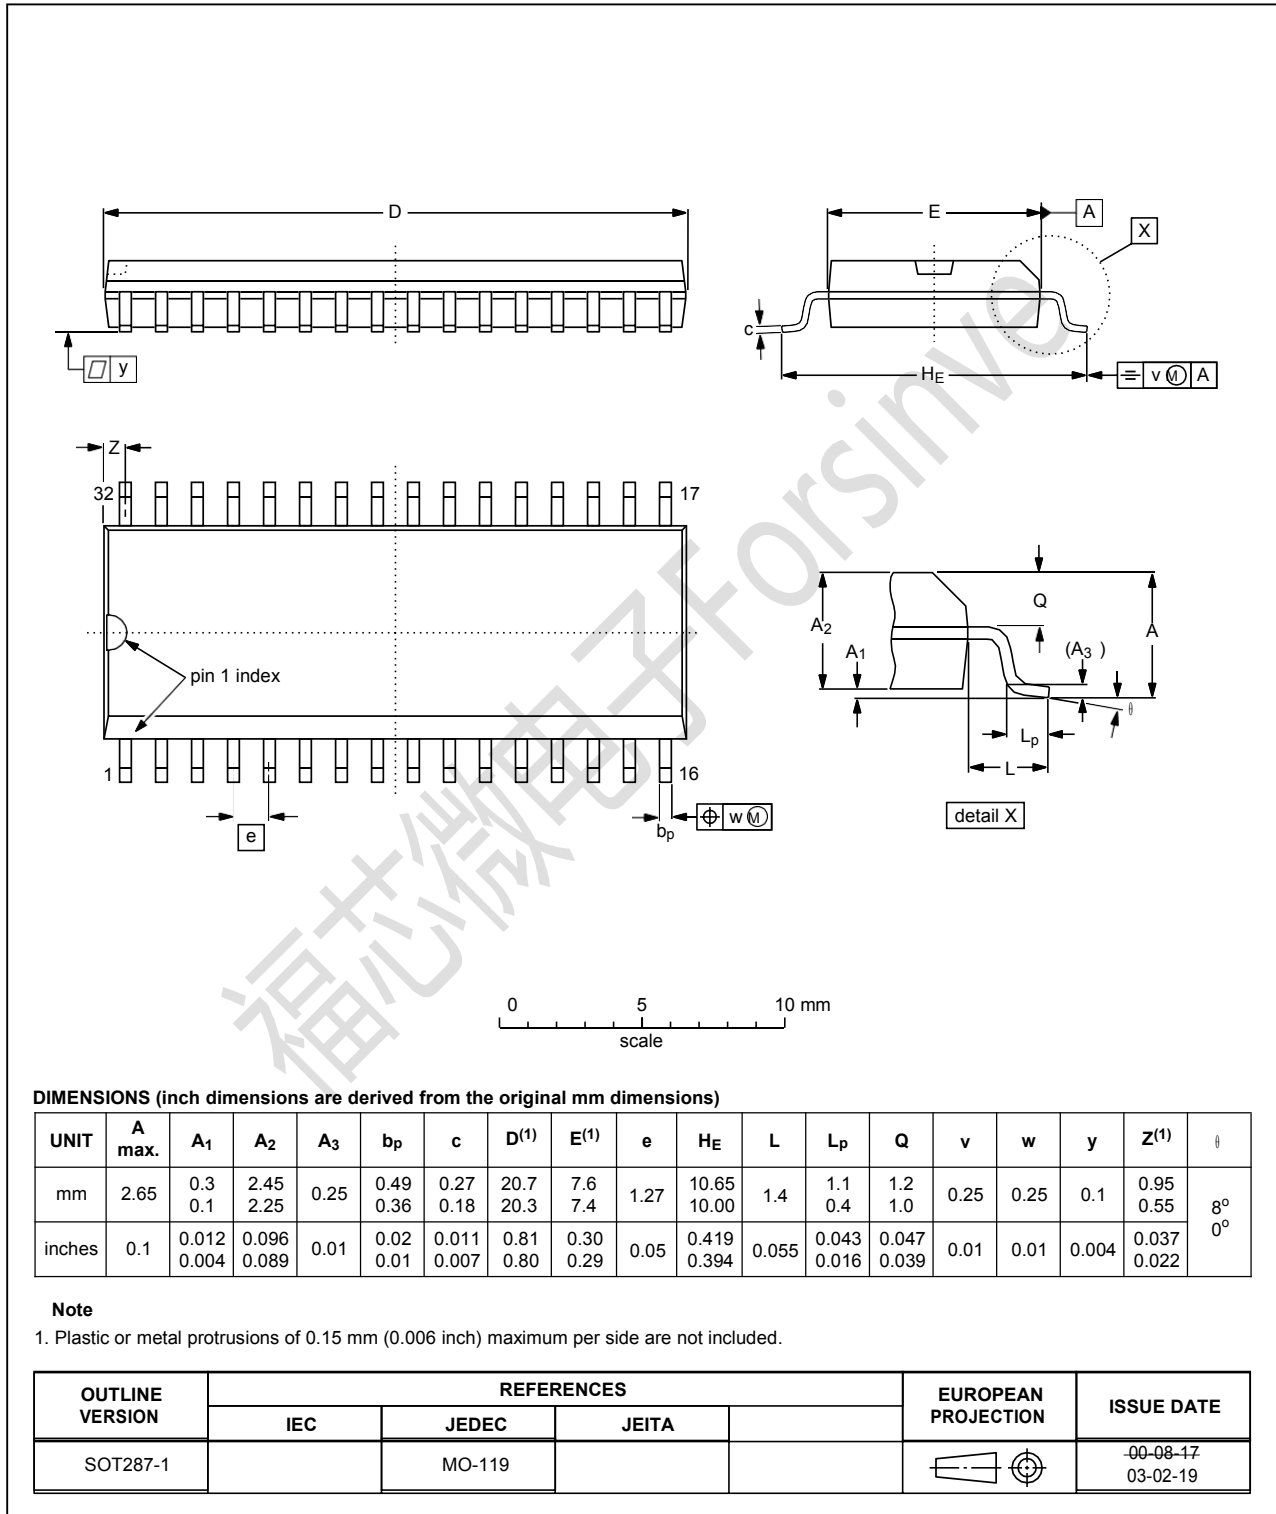 D
E
A
X
c
y
HE
v M A
Z
32
17
pin 1 index
1
16
e
bp
w M
A2
A1
Q
(A3 )
A
θ
Lp
L
detail X
福芯微电子Forsinve
0 5 10 mm
scale
DIMENSIONS (inch dimensions are derived from the original mm dimensions)
UNIT A max. A1 A2 A3 bp c D(1) E(1) e HE L Lp Q v w y Z(1) θ
mm 2.65 0.3 0.1 2.45 2.25 0.25 0.49 0.36 0.27 0.18 20.7 20.3 7.6 7.4 1.27 10.65 10.00 1.4 1.1 0.4 1.2 1.0 0.25 0.25 0.1 0.95 0.55 8o 0o
inches 0.1 0.012 0.004 0.096 0.089 0.01 0.02 0.01 0.011 0.007 0.81 0.80 0.30 0.29 0.05 0.419 0.394 0.055 0.043 0.016 0.047 0.039 0.01 0.01 0.004 0.037 0.022
Note
1. Plastic or metal protrusions of 0.15 mm (0.006 inch) maximum per side are not included.
OUTLINE VERSION REFERENCES EUROPEAN PROJECTION ISSUE DATE
IEC JEDEC JEITA
SOT287-1 MO-119 00-08-17
03-02-19